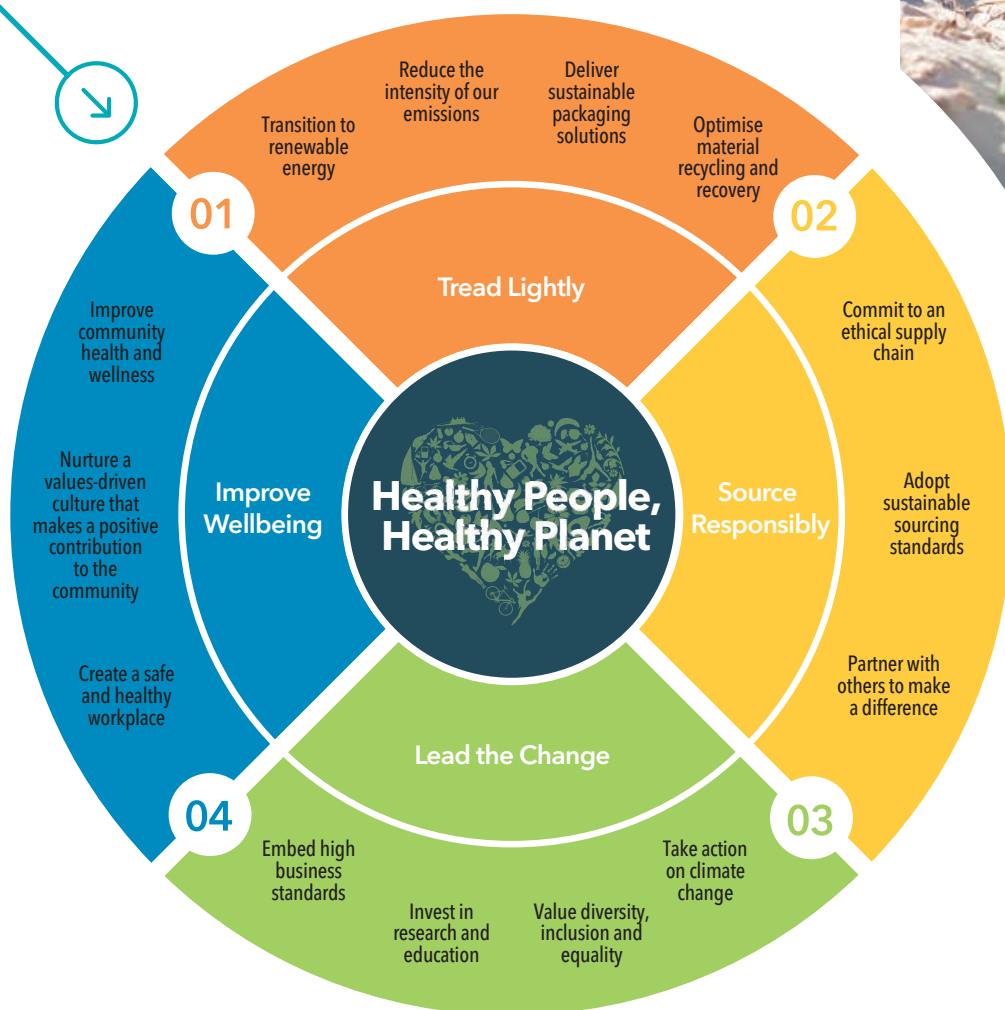 01
Transition to
renewable
energy
Reduce the
intensity of our
emissions
Deliver
sustainable
packaging
solutions
Optimise
material
recycling and
recovery
Tread Lightly
02
Commit to an
ethical supply
chain
Adopt
sustainable
sourcing
standards
Partner with
others to make
a difference
Source
Responsibly
03
Take action
on climate
change
Value diversity,
inclusion and
equality
Invest in
research and
education
Embed high
business
standards
Lead the Change
04
Create a safe
and healthy
workplace
Nurture a
values-driven
culture that
makes a positive
contribution
to the
community
Improve
community
health and
wellness
Improve
Wellbeing
Healthy People,
Healthy Planet